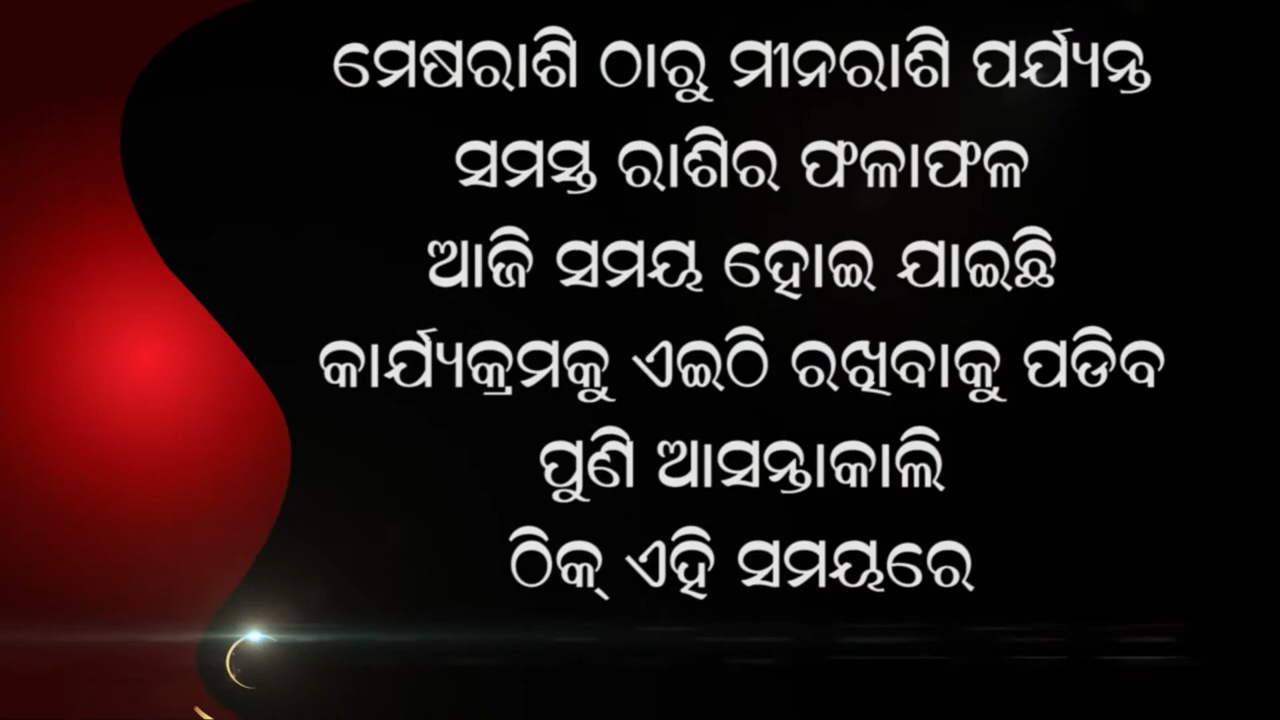 ମେଷରାଶି ଠାରୁ ମୀନରାଶି ପର୍ଯ୍ୟନ୍ତ
ସମସ୍ତ ରାଶିର ଫଳାଫଳ
ଆଜି ସମୟ ହୋଇ ଯାଇଛି
କାର୍ଯ୍ୟକ୍ରମକୁ ଏଇଠି ରଖିବାକୁ ପଡିବ
ପୁଣି ଆସନ୍ତାକାଲି
ଠିକ୍ ଏହି ସମୟରେ